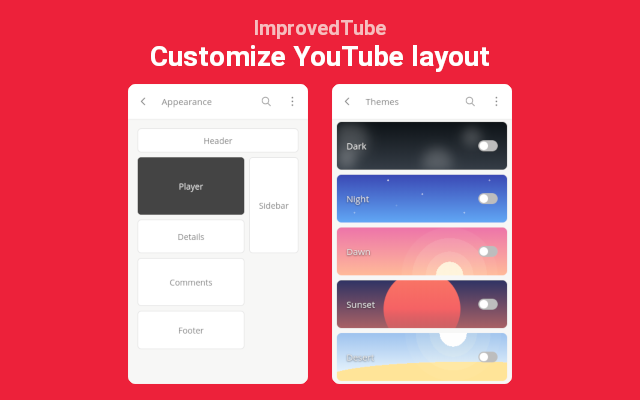 ImprovedTube
Customize YouTube layout
Appearance
Header
Player
Sidebar
Details
Comments
Footer
Themes
Dark
Night
Dawn
Sunset
Desert